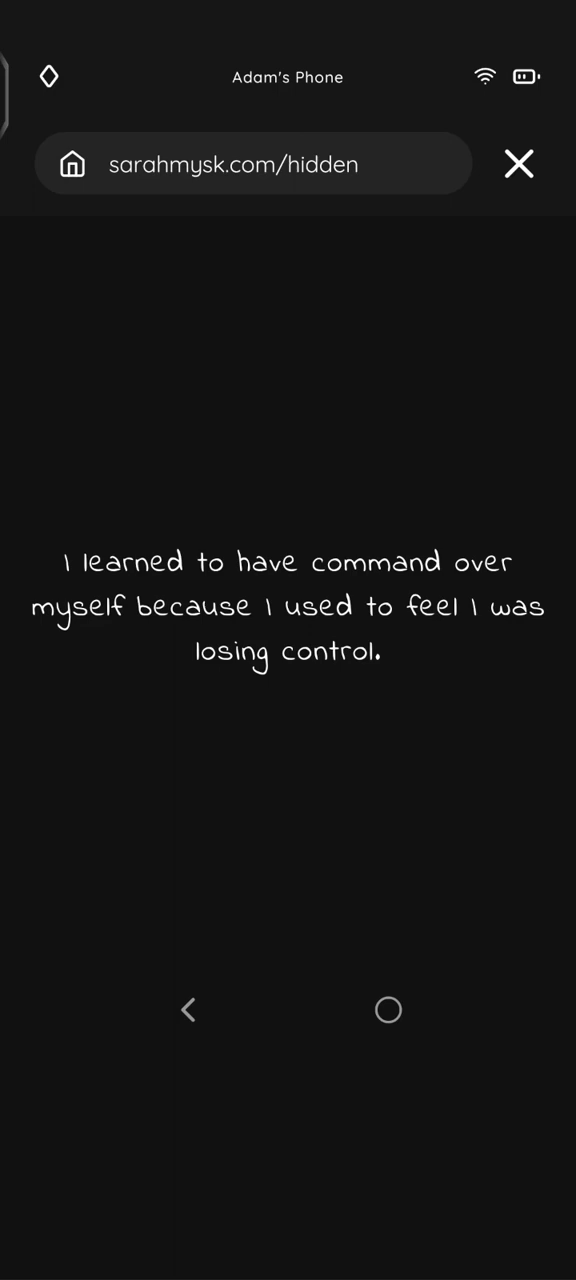 Adam's Phone
sarahmysk.com/hidden
I learned to have command over
myself because I used to feel I was
losing control.